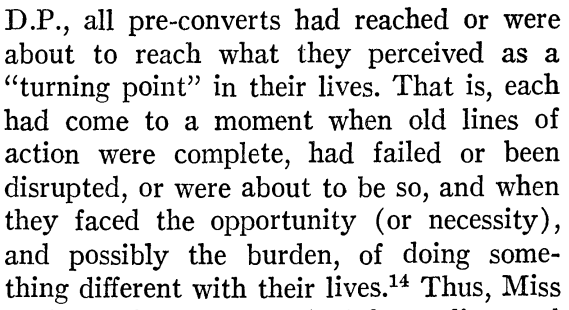 D.P., all pre-converts had reached or were
about to reach what they perceived as a
“turning point” in their lives. That is, each
had come to a moment when old lines of
action were complete, had failed or been
disrupted, or were about to be so, and when
they faced the opportunity (or necessity),
and possibly the burden, of doing some-
thing different with their lives.¹⁴ Thus, Miss